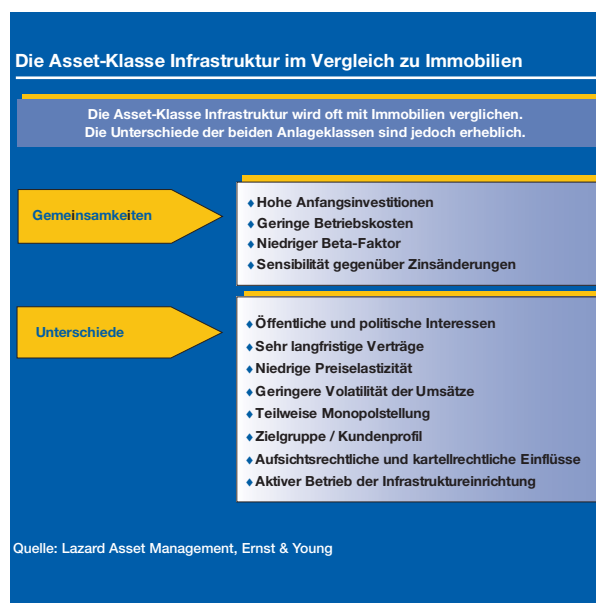 Die Asset-Klasse Infrastruktur im Vergleich zu Immobilien
Die Asset-Klasse Infrastruktur wird oft mit Immobilien verglichen.
Die Unterschiede der beiden Anlageklassen sind jedoch erheblich.
Gemeinsamkeiten
♦ Hohe Anfangsinvestitionen
♦ Geringe Betriebskosten
♦ Niedriger Beta-Faktor
♦ Sensibilität gegenüber Zinsänderungen
Unterschiede
♦ Öffentliche und politische Interessen
♦ Sehr langfristige Verträge
♦ Niedrige Preiselastizität
♦ Geringere Volatilität der Umsätze
♦ Teilweise Monopolstellung
♦ Zielgruppe / Kundenprofil
♦ Aufsichtsrechtliche und kartellrechtliche Einflüsse
♦ Aktiver Betrieb der Infrastruktureinrichtung
Quelle: Lazard Asset Management, Ernst & Young